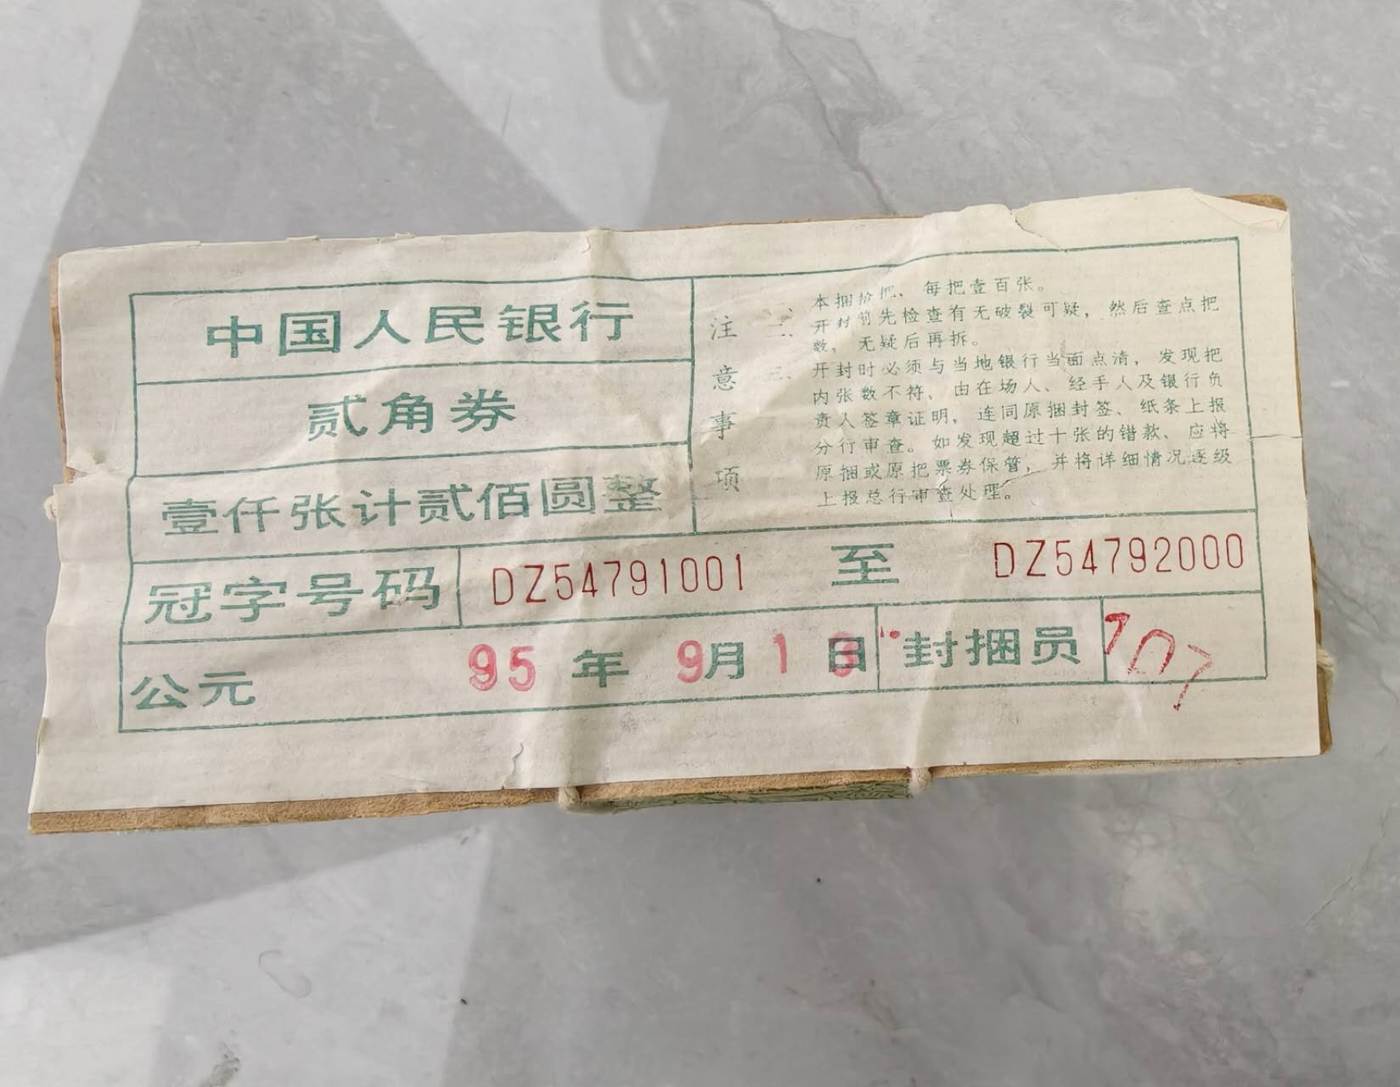 中国人民银行
贰角券
壹仟张计贰佰圆整
注意事项
本捆拾把、每把壹百张。
二、开封前先检查有无破裂可疑，然后查点把
数，无疑后再拆。
三、开封时必须与当地银行当面点清，发现把
内张数不符，由在场人、经手人及银行负
责人签章证明，连同原捆封签、纸条上报
分行审查。如发现超过十张的错款、应将
原捆或原把票券保管，并将详细情况逐级
上报总行审查处理。
冠字号码 DZ54791001 至 DZ54792000
公元 95 年 9月 1 日 封捆员 707